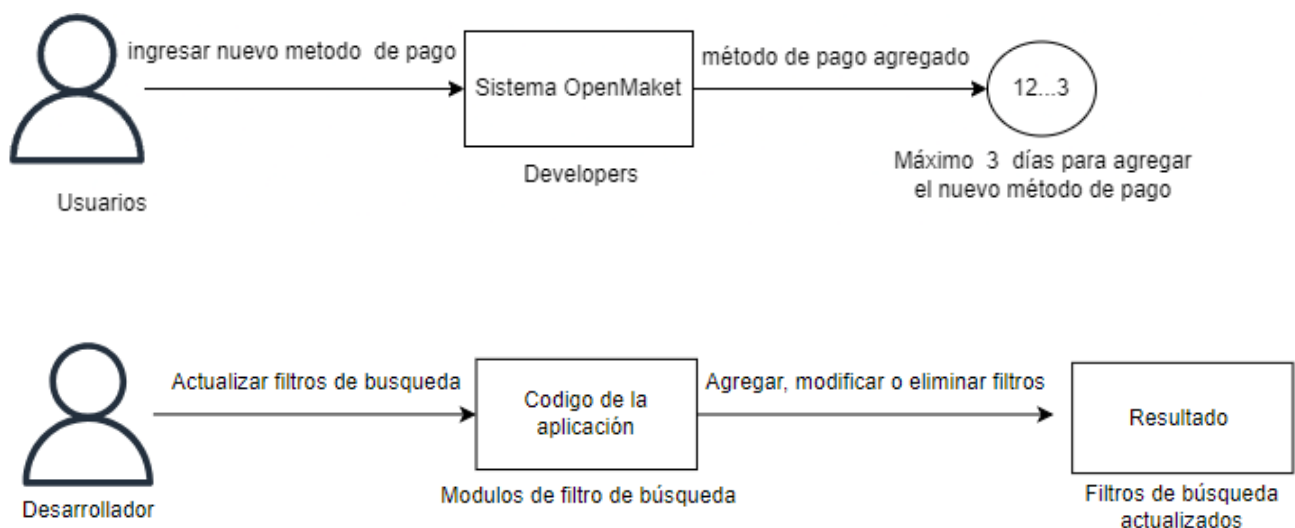 ingresar nuevo metodo de pago
Sistema OpenMaket
método de pago agregado
12...3
Developers
Máximo 3 días para agregar
el nuevo método de pago
Usuarios
Actualizar filtros de busqueda
Codigo de la
aplicación
Agregar, modificar o eliminar filtros
Resultado
Modulos de filtro de búsqueda
Desarrollador
Filtros de búsqueda
actualizados